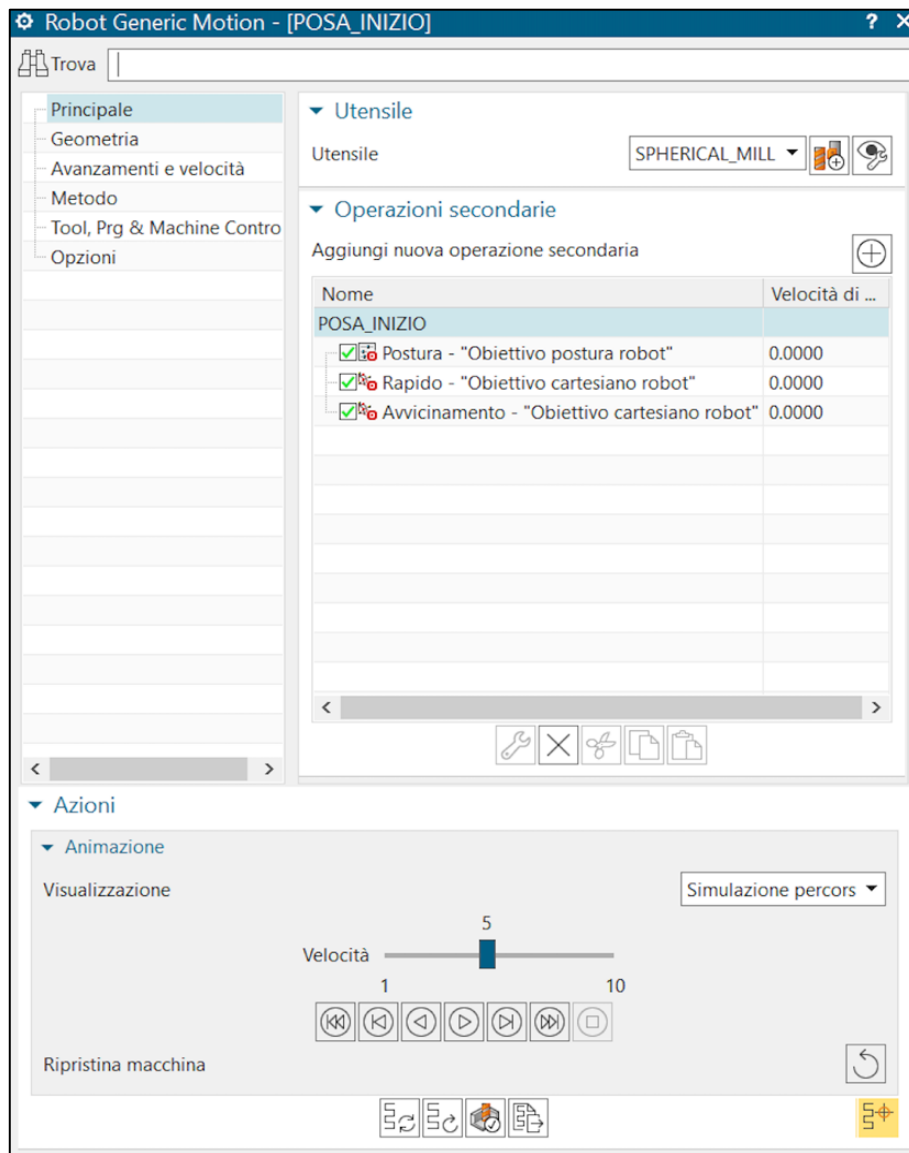 Robot Generic Motion - [POSA_INIZIO]
Trova
Principale
Geometria
Avanzamenti e velocità
Metodo
Tool, Prg & Machine Contro
Opzioni
Utensile
Utensile SPHERICAL_MILL
Operazioni secondarie
Aggiungi nuova operazione secondaria
Nome Velocità di ...
POSA_INIZIO
Postura - "Obiettivo postura robot" 0.0000
Rapido - "Obiettivo cartesiano robot" 0.0000
Avvicinamento - "Obiettivo cartesiano robot" 0.0000
Azioni
Animazione
Visualizzazione Simulazione percors
5
Velocità
1 10
Ripristina macchina